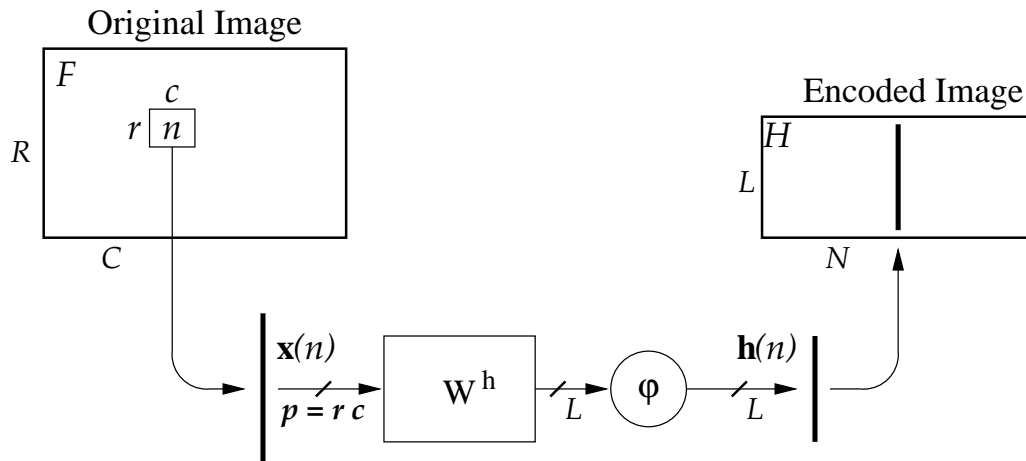 Original Image
F
c
r n
R
C
Encoded Image
H
L
N
x(n)
p = r c
W^h
L
φ
h(n)
L